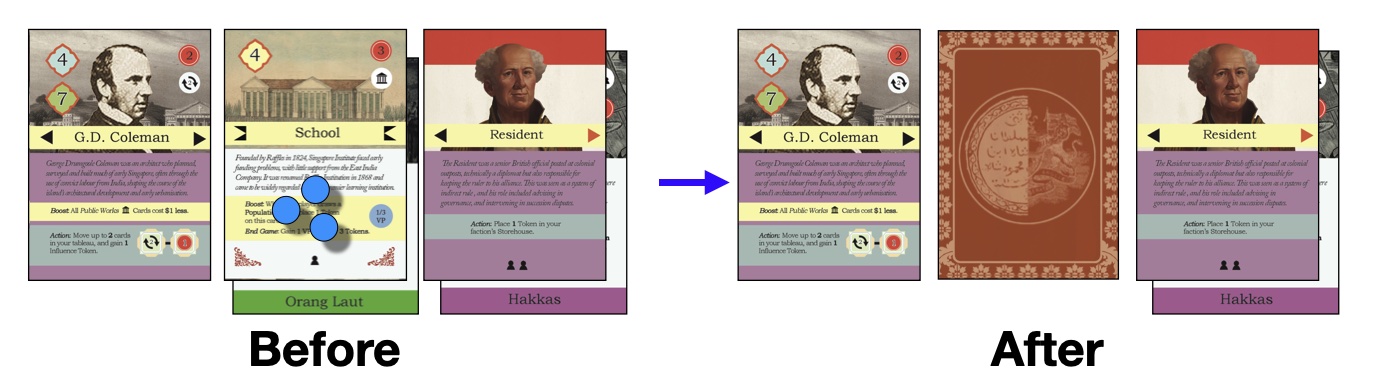 4
7
2
2
G.D. Coleman
George Drumgoole Coleman was an architect who planned,
surveyed and built much of early Singapore, often through the
use of convict labour from India, shaping the course of the
island's architectural development and early urbanisation.
Boost: All Public Works Cards cost $1 less.
Action: Move up to 2 cards
in your tableau, and gain 1
Influence Token.
4
3
School
Founded by Raffles in 1824, Singapore Institute faced early
funding problems, with little support from the East India
Company. It was renamed Institution in 1868 and
came to be widely regarded premier learning institution.
Boost: a
Token
on this
1/3
VP
End Game: Gain 1 3 Tokens.
Orang Laut
Resident
The Resident was a senior British official posted at colonial
outposts, technically a diplomat but often also responsible for
keeping the ruler to his alliance. This was seen as a system of
indirect rule, and his role included advising in
governance, and intervening in succession disputes.
Action: Place 1 Token in your
faction's Storehouse.
Hakkas
Before
4
7
2
2
G.D. Coleman
George Drumgoole Coleman was an architect who planned,
surveyed and built much of early Singapore, often through the
use of convict labour from India, shaping the course of the
island's architectural development and early urbanisation.
Boost: All Public Works Cards cost $1 less.
Action: Move up to 2 cards
in your tableau, and gain 1
Influence Token.
Resident
The Resident was a senior British official posted at colonial
outposts, technically a diplomat but often also responsible for
keeping the ruler to his alliance. This was seen as a system of
indirect rule, and his role included advising in
governance, and intervening in succession disputes.
Action: Place 1 Token in your
faction's Storehouse.
Hakkas
After